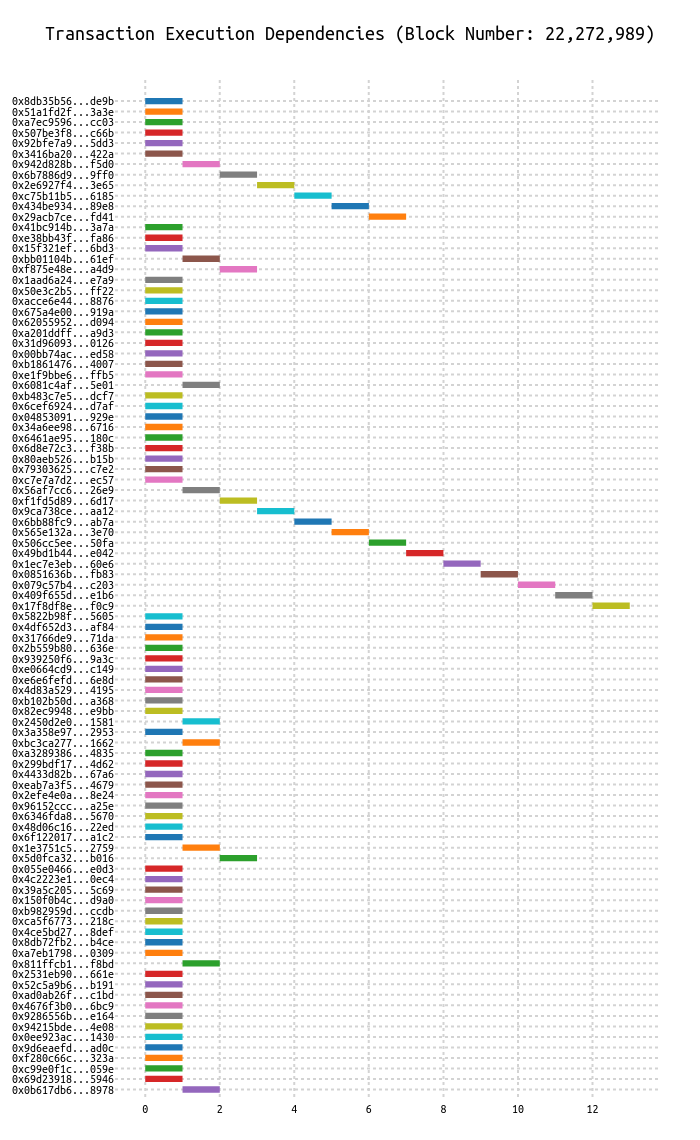 Transaction Execution Dependencies (Block Number: 22,272,989)
0x8db35b56...de9b
0x51a1fd2f...3a3e
0xa7ec9596...cc03
0x507be3f8...c66b
0x92bfe7a9...5dd3
0x3416ba20...422a
0x942d828b...f5d0
0x6b7886d9...9ff0
0x2e6927f4...3e65
0xc75b11b5...6185
0x434be934...89e8
0x29acb7ce...fd41
0x41bc914b...3a7a
0xe38bb43f...fa86
0x15f321ef...6bd3
0xbb01104b...61ef
0xf875e48e...a4d9
0x1aad6a24...e7a9
0x50e3c2b5...ff22
0xacce6e44...8876
0x675a4e00...919a
0x62055952...d094
0xa201ddff...a9d3
0x31d96093...0126
0x00bb74ac...ed58
0xb1861476...4007
0xe1f9bbe6...ffb5
0x6081c4af...5e01
0xb483c7e5...dcf7
0x6cef6924...d7af
0x04853091...929e
0x34a6ee98...6716
0x6461ae95...180c
0x6d8e72c3...f38b
0x80aeb526...b15b
0x79303625...c7e2
0xc7e7a7d2...ec57
0x56af7cc6...26e9
0xf1fd5d89...6d17
0x9ca738ce...aa12
0x6bb88fc9...ab7a
0x565e132a...3e70
0x506cc5ee...50fa
0x49bd1b44...e042
0x1ec7e3eb...60e6
0x0851636b...fb83
0x079c57b4...c203
0x409f655d...e1b6
0x17f8df8e...f0c9
0x5822b98f...5605
0x4df652d3...af84
0x31766de9...71da
0x2b559b80...636e
0x939250f6...9a3c
0xe0664cd9...c149
0xe6e6fefd...6e8d
0x4d83a529...4195
0xb102b50d...a368
0x82ec9948...e9bb
0x2450d2e0...1581
0x3a358e97...2953
0xbc3ca277...1662
0xa3289386...4835
0x299bdf17...4d62
0x4433d82b...67a6
0xeab7a3f5...4679
0x2efe4e0a...8e24
0x96152ccc...a25e
0x6346fda8...5670
0x48d06c16...22ed
0x6f122017...a1c2
0x1e3751c5...2759
0x5d0fca32...b016
0x055e0466...e0d3
0x4c2223e1...0ec4
0x39a5c205...5c69
0x150f0b4c...d9a0
0xb982959d...ccdb
0xca5f6773...218c
0x4ce5bd27...8def
0x8db72fb2...b4ce
0xa7eb1798...0309
0x811ffcb1...f8bd
0x2531eb90...661e
0x52c5a9b6...b191
0xad0ab26f...c1bd
0x4676f3b0...6bc9
0x9286556b...e164
0x94215bde...4e08
0x0ee923ac...1430
0x9d6eaefd...ad0c
0xf280c66c...323a
0xc99e0f1c...059e
0x69d23918...5946
0x0b617db6...8978
0 2 4 6 8 10 12